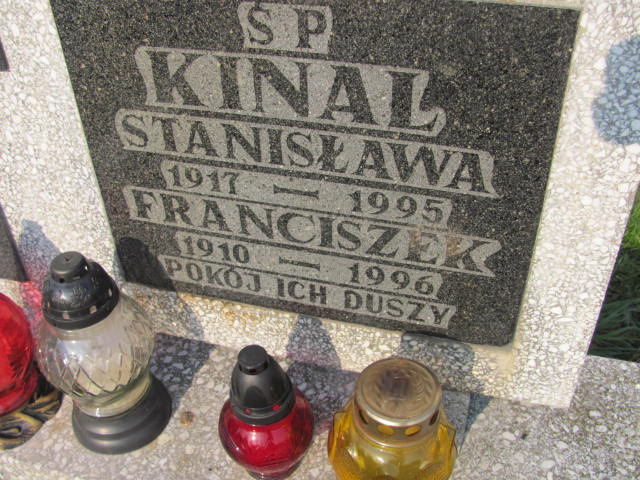 ŚP
KINAL
STANISŁAWA
1917 — 1995
FRANCISZEK
1910 — 1996
POKÓJ ICH DUSZY